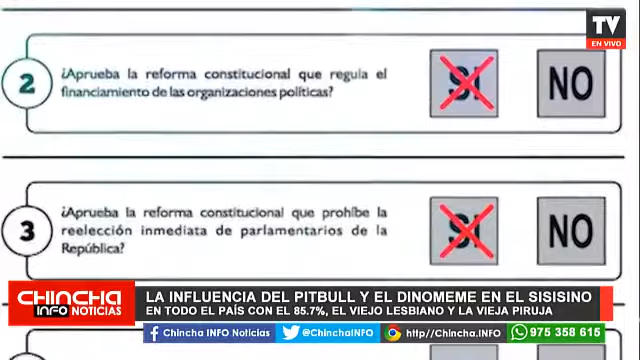 TV
EN VIVO
2
¿Aprueba la reforma constitucional que regula el
financiamiento de las organizaciones políticas?
SI
NO
3
¿Aprueba la reforma constitucional que prohíbe la
reelección inmediata de parlamentarios de la
República?
SI
NO
CHINCHA
INFO NOTICIAS
LA INFLUENCIA DEL PITBULL Y EL DINOMEME EN EL SISISINO
EN TODO EL PAÍS CON EL 85.7%, EL VIEJO LESBIANO Y LA VIEJA PIRUJA
Chincha INFO Noticias
@ChinchaINFO
http://Chincha.INFO
975 358 615